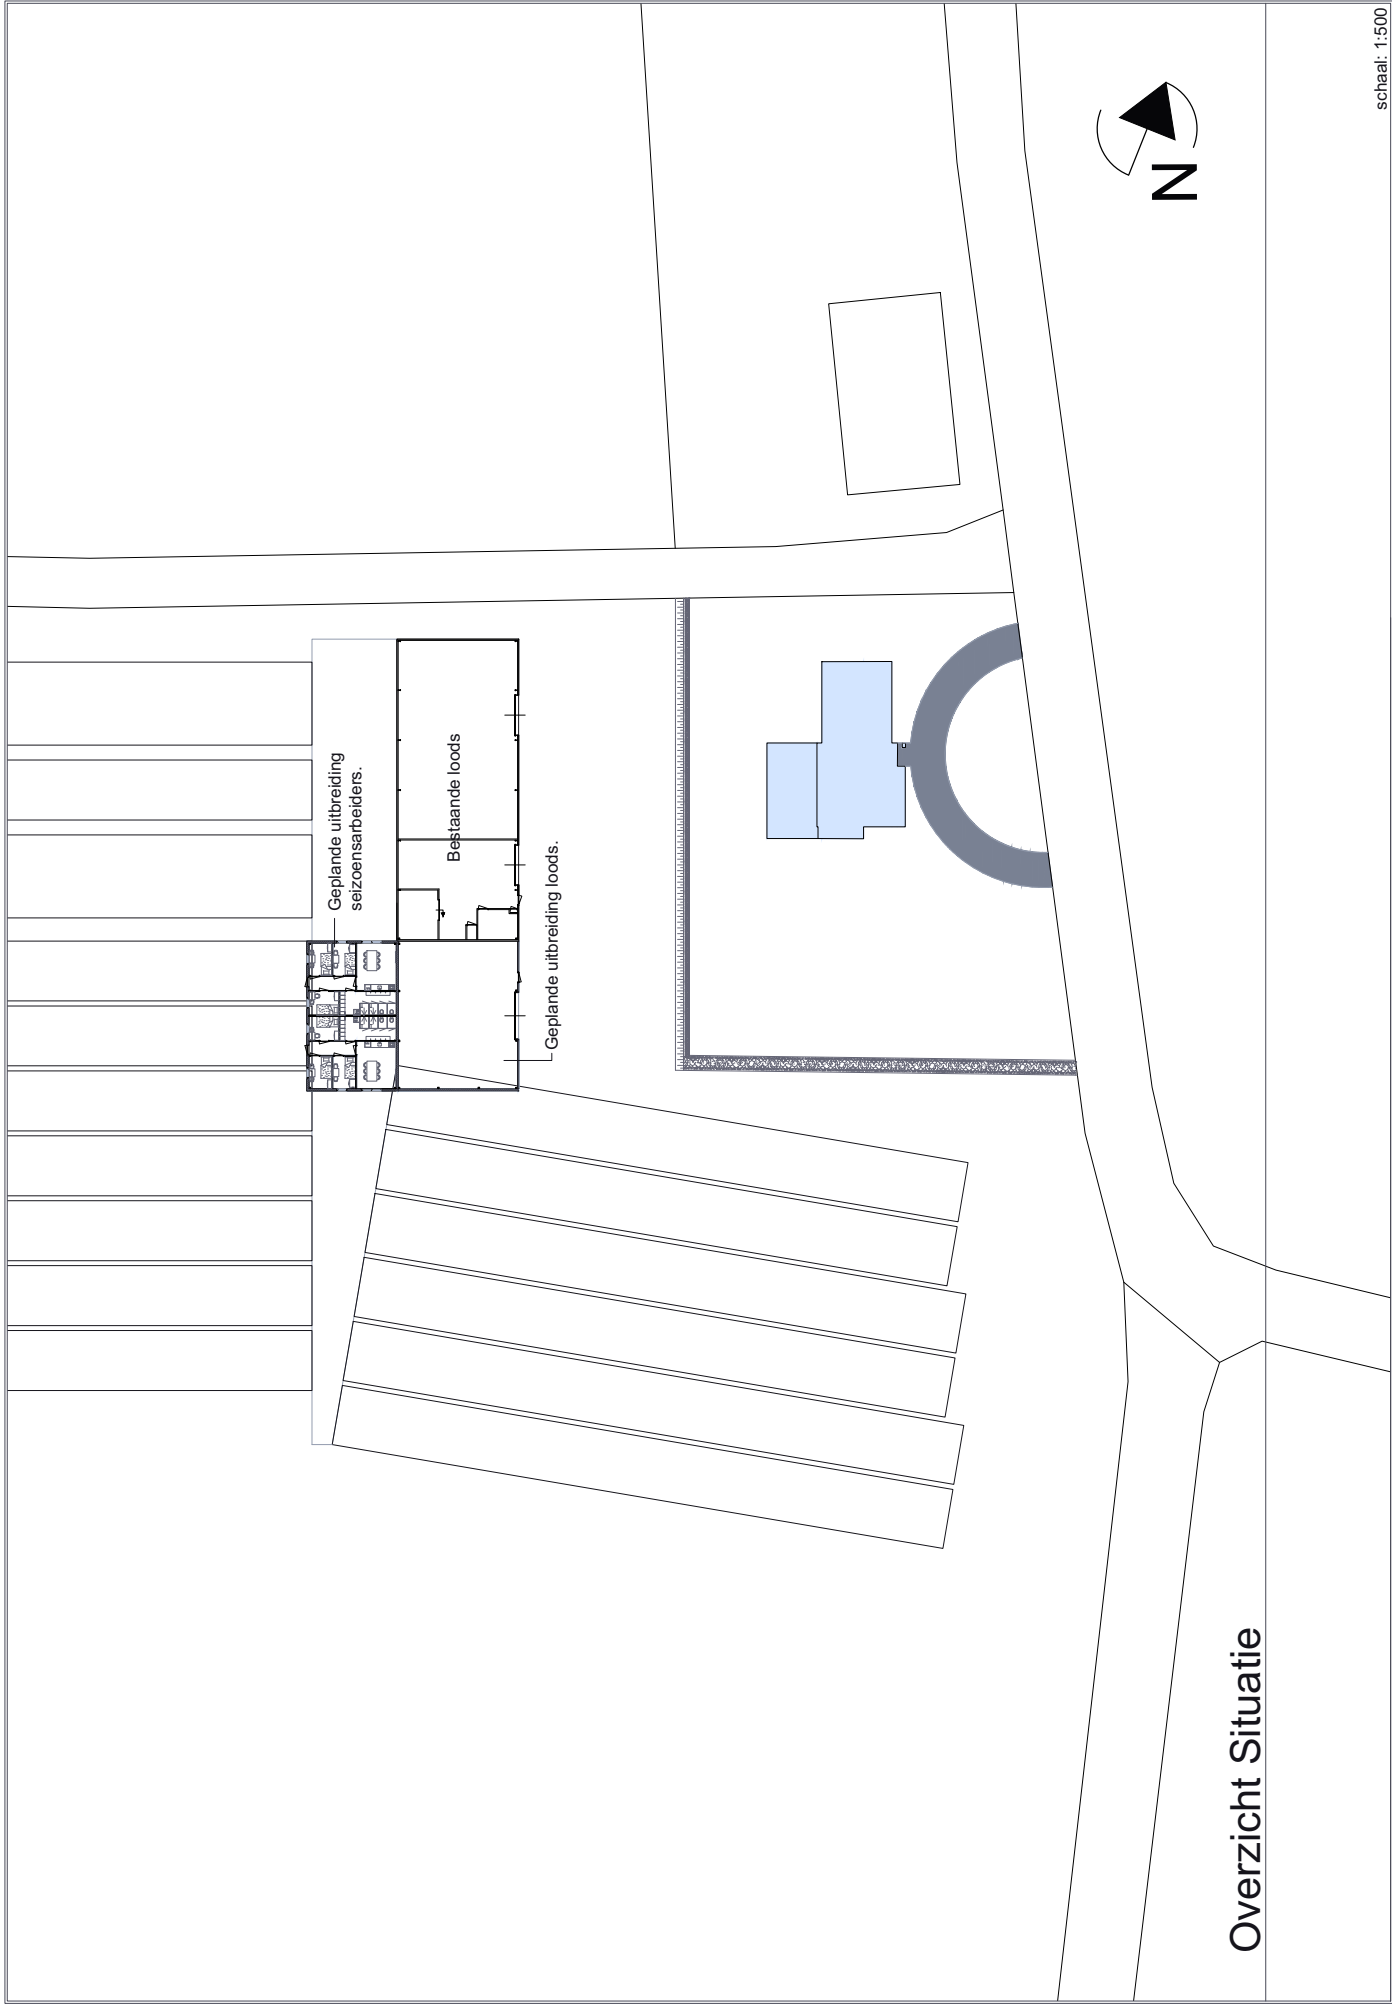 Geplande uitbreiding
seizoensarbeiders.
Bestaande loods
Geplande uitbreiding loods.
N
Overzicht Situatie
schaal: 1:500